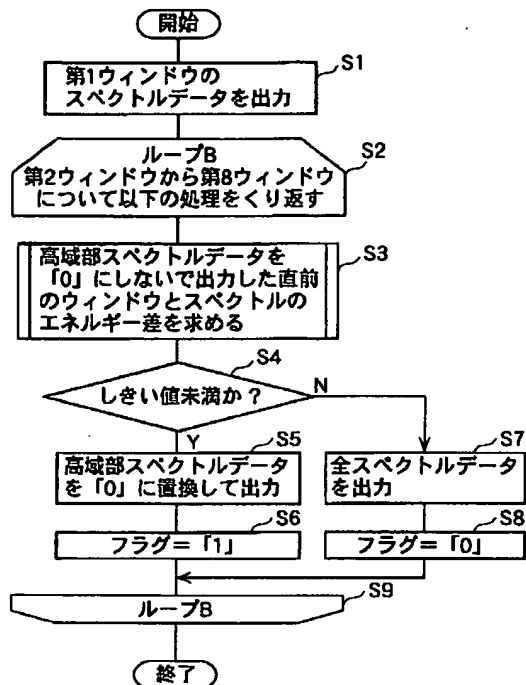 開始
S1
第1ウィンドウの
スペクトルデータを出力
S2
ループB
第2ウィンドウから第8ウィンドウ
について以下の処理をくり返す
S3
高域部スペクトルデータを
「0」にしないで出力した直前
のウィンドウとスペクトルの
エネルギー差を求める
S4
しきい値未満か?
N
Y
S5
高域部スペクトルデータ
を「0」に置換して出力
S7
全スペクトルデータ
を出力
S6
フラグ=「1」
S8
フラグ=「0」
S9
ループB
終了